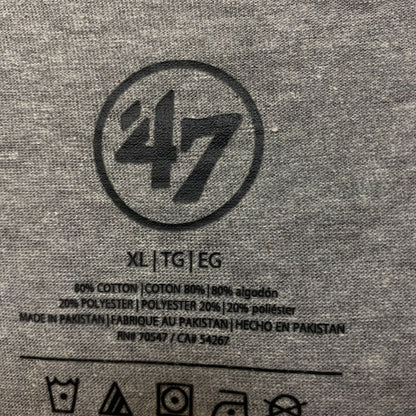 '47
XL | TG | EG
80% COTTON | COTON 80% | 80% algodón
20% POLYESTER | POLYESTER 20% | 20% poliéster
MADE IN PAKISTAN | FABRIQUE AU PAKISTAN | HECHO EN PAKISTAN
RN# 70547 / CA# 54267